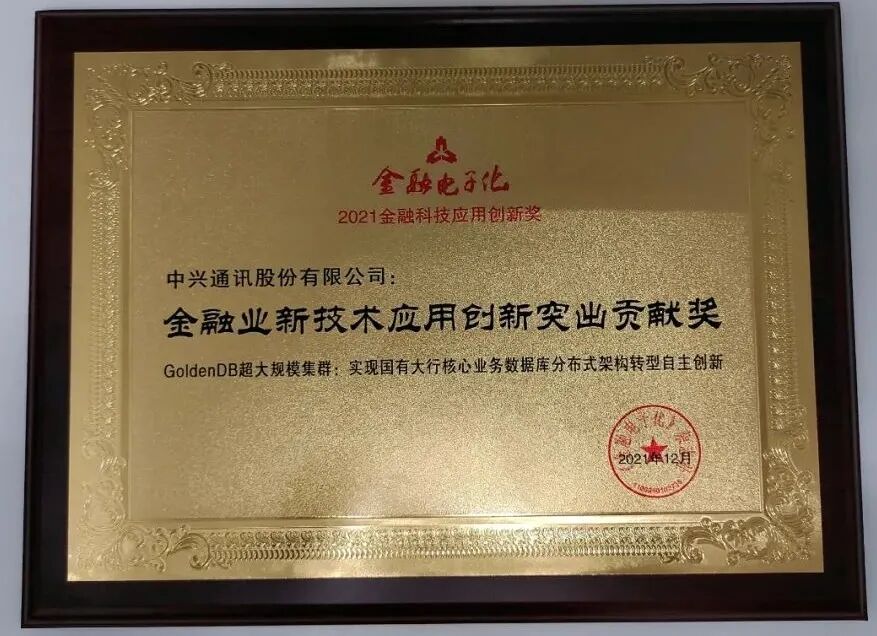 金融电子化
2021金融科技应用创新奖
中兴通讯股份有限公司：
金融业新技术应用创新突出贡献奖
GoldenDB超大规模集群：实现国有大行核心业务数据库分布式架构转型自主创新
2021年12月